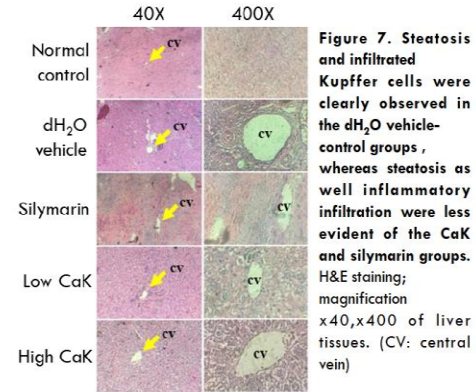 40X 400X
Normal
control
cv
dH₂O
vehicle
cv
cv
Silymarin
cv
cv
Low CaK
cv
cv
High CaK
cv
cv
Figure 7. Steatosis
and infiltrated
Kupffer cells were
clearly observed in
the dH₂O vehicle-
control groups ,
whereas steatosis as
well inflammatory
infiltration were less
evident of the CaK
and silymarin groups.
H&E staining;
magnification
x40,x400 of liver
tissues. (CV: central
vein)